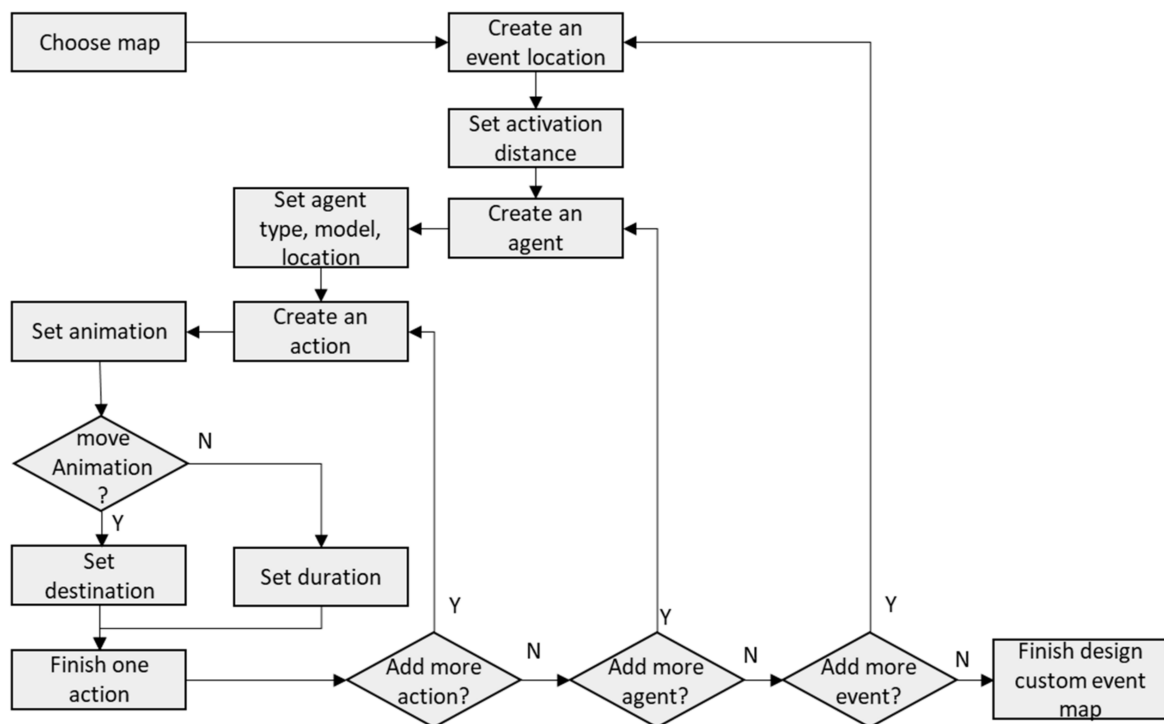 Choose map
Create an
event location
Set activation
distance
Set agent
type, model,
location
Create an
agent
Set animation
Create an
action
move
Animation
?
N
Y
Set
destination
Set duration
Finish one
action
Y
Add more
action?
N
Y
Add more
agent?
N
Y
Add more
event?
N
Finish design
custom event
map